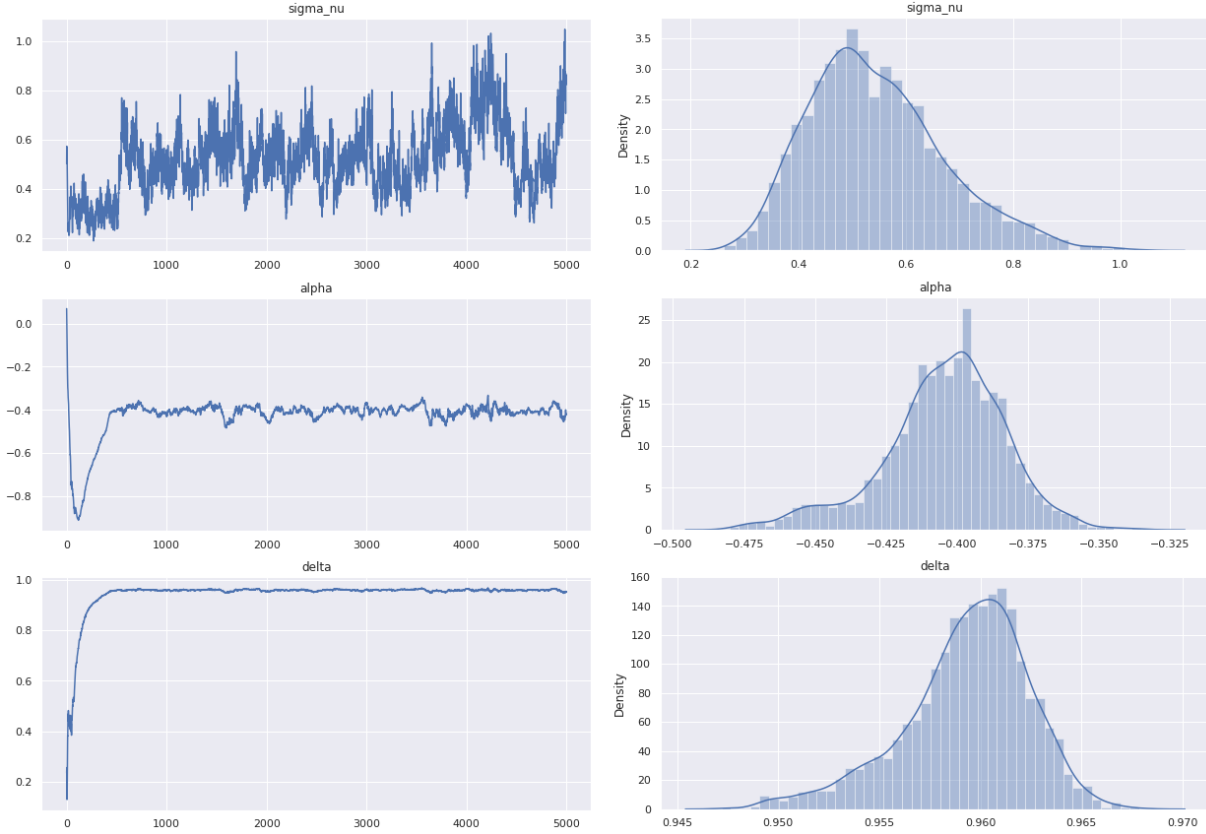 sigma_nu
1.0
0.8
0.6
0.4
0.2
0 1000 2000 3000 4000 5000
sigma_nu
Density
3.5
3.0
2.5
2.0
1.5
1.0
0.5
0.0
0.2 0.4 0.6 0.8 1.0
alpha
0.0
−0.2
−0.4
−0.6
−0.8
0 1000 2000 3000 4000 5000
alpha
Density
25
20
15
10
5
0
−0.500 −0.475 −0.450 −0.425 −0.400 −0.375 −0.350 −0.325
delta
1.0
0.8
0.6
0.4
0.2
0 1000 2000 3000 4000 5000
delta
Density
160
140
120
100
80
60
40
20
0
0.945 0.950 0.955 0.960 0.965 0.970